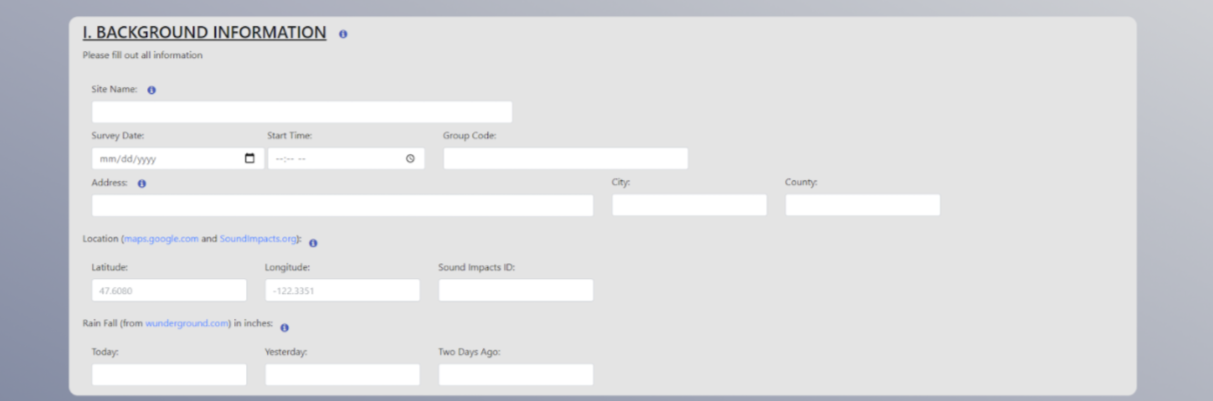 I. BACKGROUND INFORMATION
Please fill out all information
Site Name:
Survey Date: Start Time: Group Code:
mm/dd/yyyy --:-- --
Address: City: County:
Location (maps.google.com and SoundImpacts.org):
Latitude: Longitude: Sound Impacts ID:
47.6080 -122.3351
Rain Fall (from wunderground.com) in inches:
Today: Yesterday: Two Days Ago: